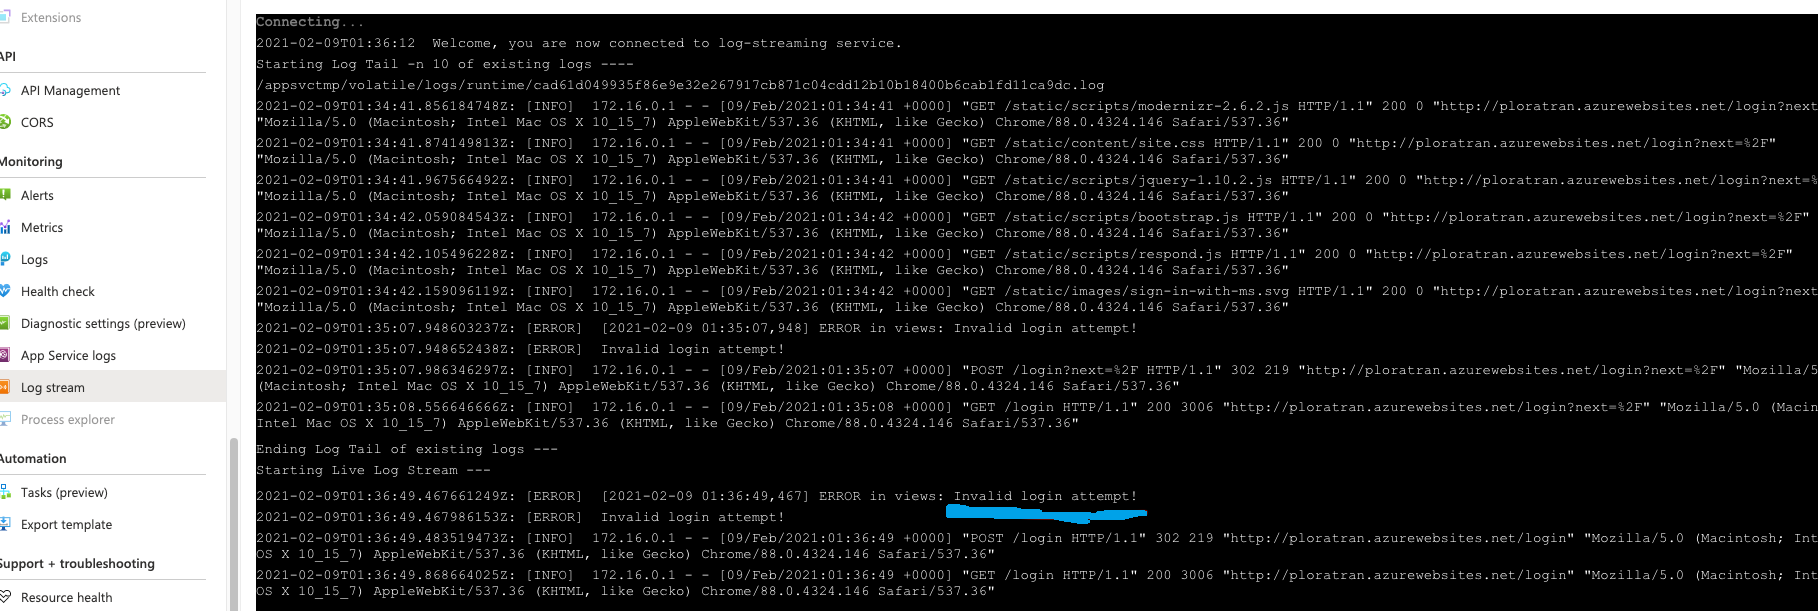 Extensions
API
API Management
CORS
Monitoring
Alerts
Metrics
Logs
Health check
Diagnostic settings (preview)
App Service logs
Log stream
Process explorer
Automation
Tasks (preview)
Export template
Support + troubleshooting
Resource health
Connecting...
2021-02-09T01:36:12  Welcome, you are now connected to log-streaming service.
Starting Log Tail -n 10 of existing logs ----
/appsvctmp/volatile/logs/runtime/cad61d049935f86e9e32e267917cb871c04cdd12b10b18400b6cab1fd11ca9dc.log
2021-02-09T01:34:41.856184748Z: [INFO]  172.16.0.1 - - [09/Feb/2021:01:34:41 +0000] "GET /static/scripts/modernizr-2.6.2.js HTTP/1.1" 200 0 "http://ploratran.azurewebsites.net/login?next
"Mozilla/5.0 (Macintosh; Intel Mac OS X 10_15_7) AppleWebKit/537.36 (KHTML, like Gecko) Chrome/88.0.4324.146 Safari/537.36"
2021-02-09T01:34:41.874149813Z: [INFO]  172.16.0.1 - - [09/Feb/2021:01:34:41 +0000] "GET /static/content/site.css HTTP/1.1" 200 0 "http://ploratran.azurewebsites.net/login?next=%2F"
"Mozilla/5.0 (Macintosh; Intel Mac OS X 10_15_7) AppleWebKit/537.36 (KHTML, like Gecko) Chrome/88.0.4324.146 Safari/537.36"
2021-02-09T01:34:41.967566492Z: [INFO]  172.16.0.1 - - [09/Feb/2021:01:34:41 +0000] "GET /static/scripts/jquery-1.10.2.js HTTP/1.1" 200 0 "http://ploratran.azurewebsites.net/login?next=%
"Mozilla/5.0 (Macintosh; Intel Mac OS X 10_15_7) AppleWebKit/537.36 (KHTML, like Gecko) Chrome/88.0.4324.146 Safari/537.36"
2021-02-09T01:34:42.059084543Z: [INFO]  172.16.0.1 - - [09/Feb/2021:01:34:42 +0000] "GET /static/scripts/bootstrap.js HTTP/1.1" 200 0 "http://ploratran.azurewebsites.net/login?next=%2F"
"Mozilla/5.0 (Macintosh; Intel Mac OS X 10_15_7) AppleWebKit/537.36 (KHTML, like Gecko) Chrome/88.0.4324.146 Safari/537.36"
2021-02-09T01:34:42.105496228Z: [INFO]  172.16.0.1 - - [09/Feb/2021:01:34:42 +0000] "GET /static/scripts/respond.js HTTP/1.1" 200 0 "http://ploratran.azurewebsites.net/login?next=%2F"
"Mozilla/5.0 (Macintosh; Intel Mac OS X 10_15_7) AppleWebKit/537.36 (KHTML, like Gecko) Chrome/88.0.4324.146 Safari/537.36"
2021-02-09T01:34:42.159096119Z: [INFO]  172.16.0.1 - - [09/Feb/2021:01:34:42 +0000] "GET /static/images/sign-in-with-ms.svg HTTP/1.1" 200 0 "http://ploratran.azurewebsites.net/login?next
"Mozilla/5.0 (Macintosh; Intel Mac OS X 10_15_7) AppleWebKit/537.36 (KHTML, like Gecko) Chrome/88.0.4324.146 Safari/537.36"
2021-02-09T01:35:07.948603237Z: [ERROR]  [2021-02-09 01:35:07,948] ERROR in views: Invalid login attempt!
2021-02-09T01:35:07.948652438Z: [ERROR]  Invalid login attempt!
2021-02-09T01:35:07.986346297Z: [INFO]  172.16.0.1 - - [09/Feb/2021:01:35:07 +0000] "POST /login?next=%2F HTTP/1.1" 302 219 "http://ploratran.azurewebsites.net/login?next=%2F" "Mozilla/5
(Macintosh; Intel Mac OS X 10_15_7) AppleWebKit/537.36 (KHTML, like Gecko) Chrome/88.0.4324.146 Safari/537.36"
2021-02-09T01:35:08.556646666Z: [INFO]  172.16.0.1 - - [09/Feb/2021:01:35:08 +0000] "GET /login HTTP/1.1" 200 3006 "http://ploratran.azurewebsites.net/login?next=%2F" "Mozilla/5.0 (Macin
Intel Mac OS X 10_15_7) AppleWebKit/537.36 (KHTML, like Gecko) Chrome/88.0.4324.146 Safari/537.36"
Ending Log Tail of existing logs ---
Starting Live Log Stream ---
2021-02-09T01:36:49.467661249Z: [ERROR]  [2021-02-09 01:36:49,467] ERROR in views: Invalid login attempt!
2021-02-09T01:36:49.467986153Z: [ERROR]  Invalid login attempt!
2021-02-09T01:36:49.483519473Z: [INFO]  172.16.0.1 - - [09/Feb/2021:01:36:49 +0000] "POST /login HTTP/1.1" 302 219 "http://ploratran.azurewebsites.net/login" "Mozilla/5.0 (Macintosh; Int
OS X 10_15_7) AppleWebKit/537.36 (KHTML, like Gecko) Chrome/88.0.4324.146 Safari/537.36"
2021-02-09T01:36:49.868664025Z: [INFO]  172.16.0.1 - - [09/Feb/2021:01:36:49 +0000] "GET /login HTTP/1.1" 200 3006 "http://ploratran.azurewebsites.net/login" "Mozilla/5.0 (Macintosh; Int
OS X 10_15_7) AppleWebKit/537.36 (KHTML, like Gecko) Chrome/88.0.4324.146 Safari/537.36"